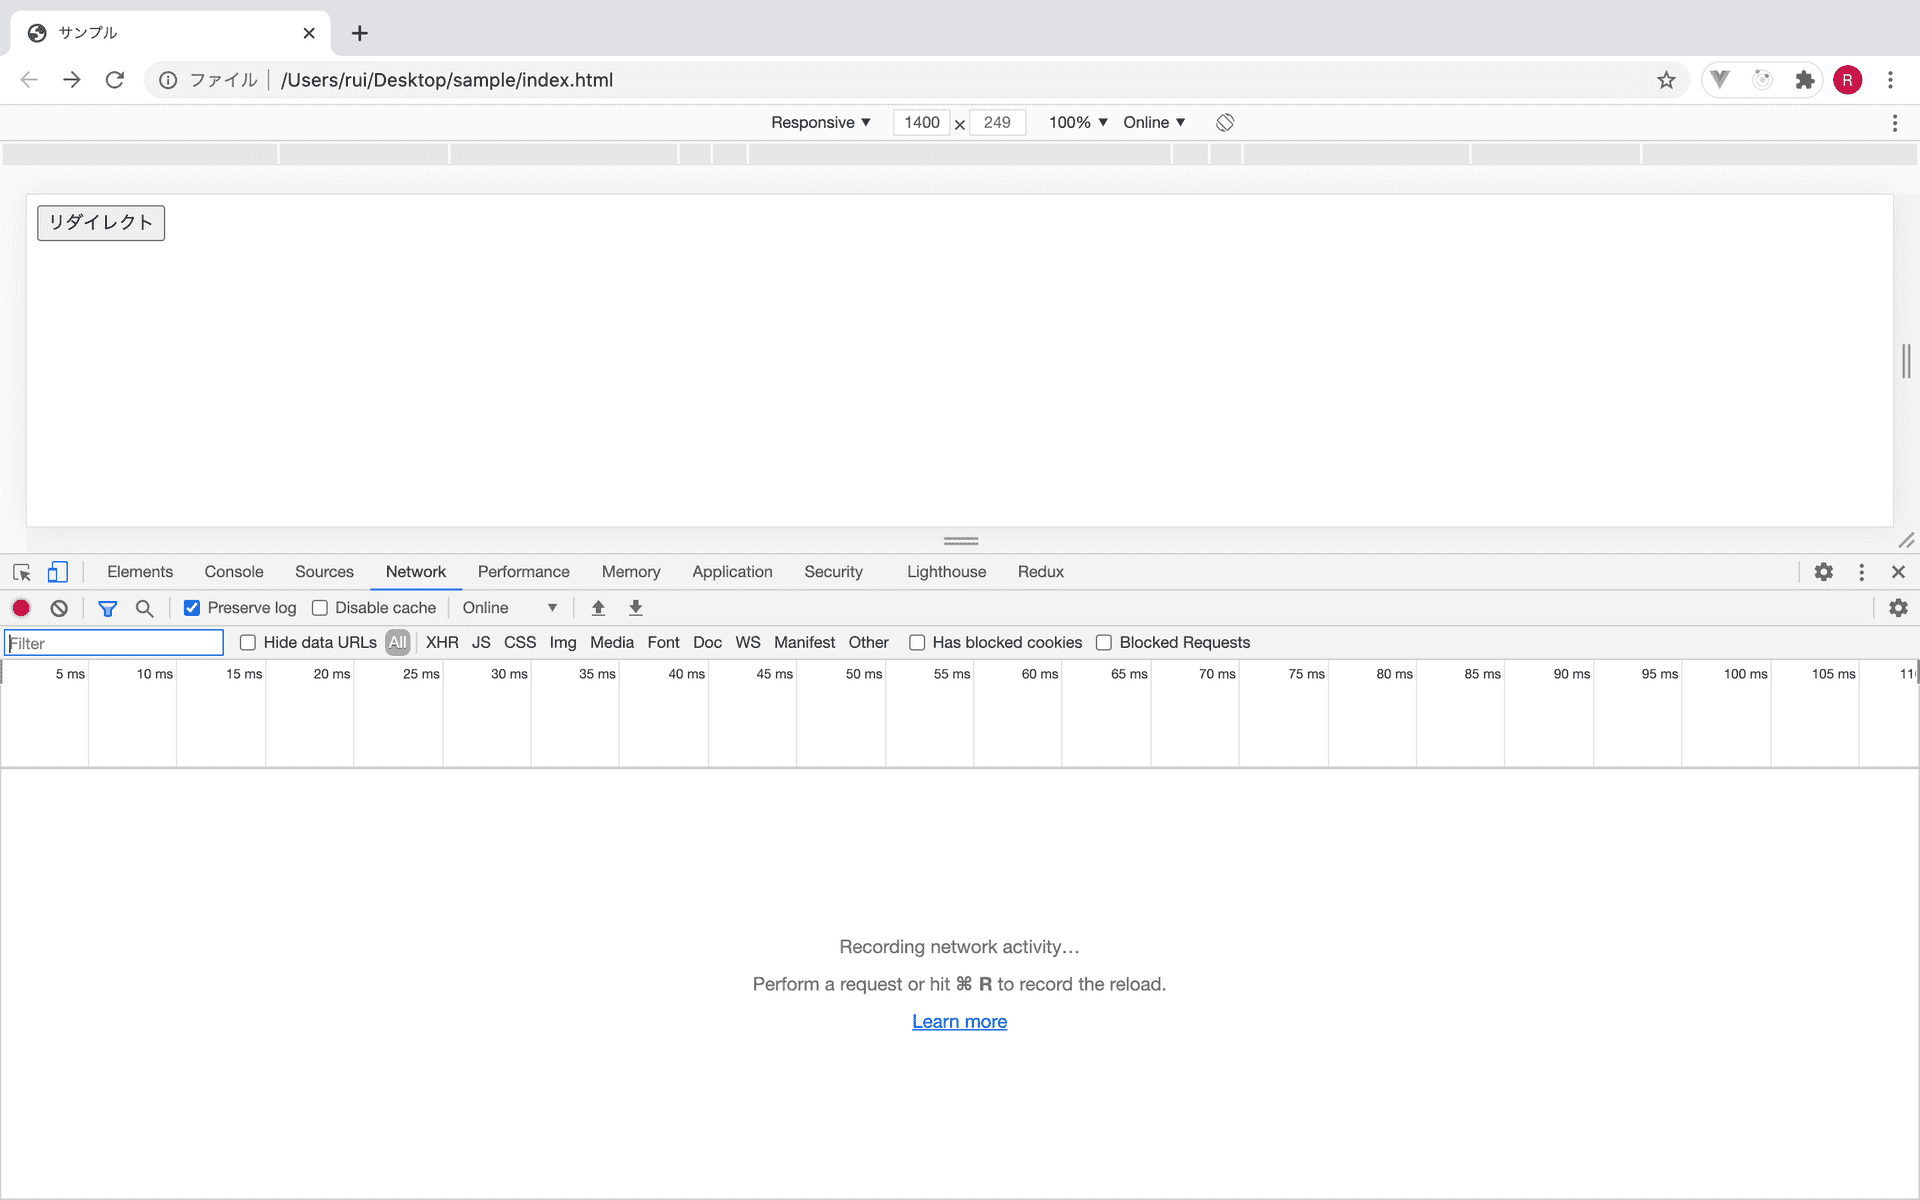 サンプル
ファイル /Users/rui/Desktop/sample/index.html R
Responsive ▼ 1400 × 249 100% ▼ Online ▼
リダイレクト
Elements Console Sources Network Performance Memory Application Security Lighthouse Redux
Preserve log Disable cache Online ▼
Filter Hide data URLs All XHR JS CSS Img Media Font Doc WS Manifest Other Has blocked cookies Blocked Requests
5 ms 10 ms 15 ms 20 ms 25 ms 30 ms 35 ms 40 ms 45 ms 50 ms 55 ms 60 ms 65 ms 70 ms 75 ms 80 ms 85 ms 90 ms 95 ms 100 ms 105 ms
Recording network activity…
Perform a request or hit ⌘ R to record the reload.
Learn more